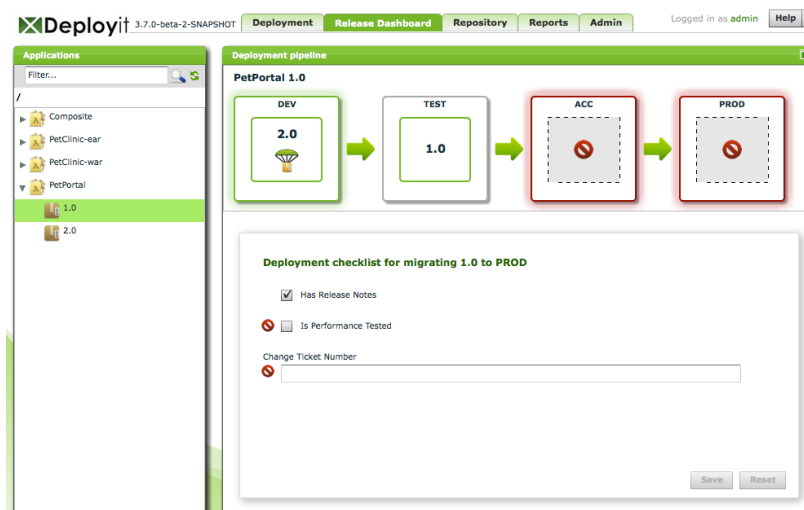 Deployit 3.7.0-beta-2-SNAPSHOT
Deployment Release Dashboard Repository Reports Admin
Logged in as admin Help
Applications
Filter...
/
Composite
PetClinic-ear
PetClinic-war
PetPortal
1.0
2.0
Deployment pipeline
PetPortal 1.0
DEV TEST ACC PROD
2.0 1.0
Deployment checklist for migrating 1.0 to PROD
Has Release Notes
Is Performance Tested
Change Ticket Number
Save Reset